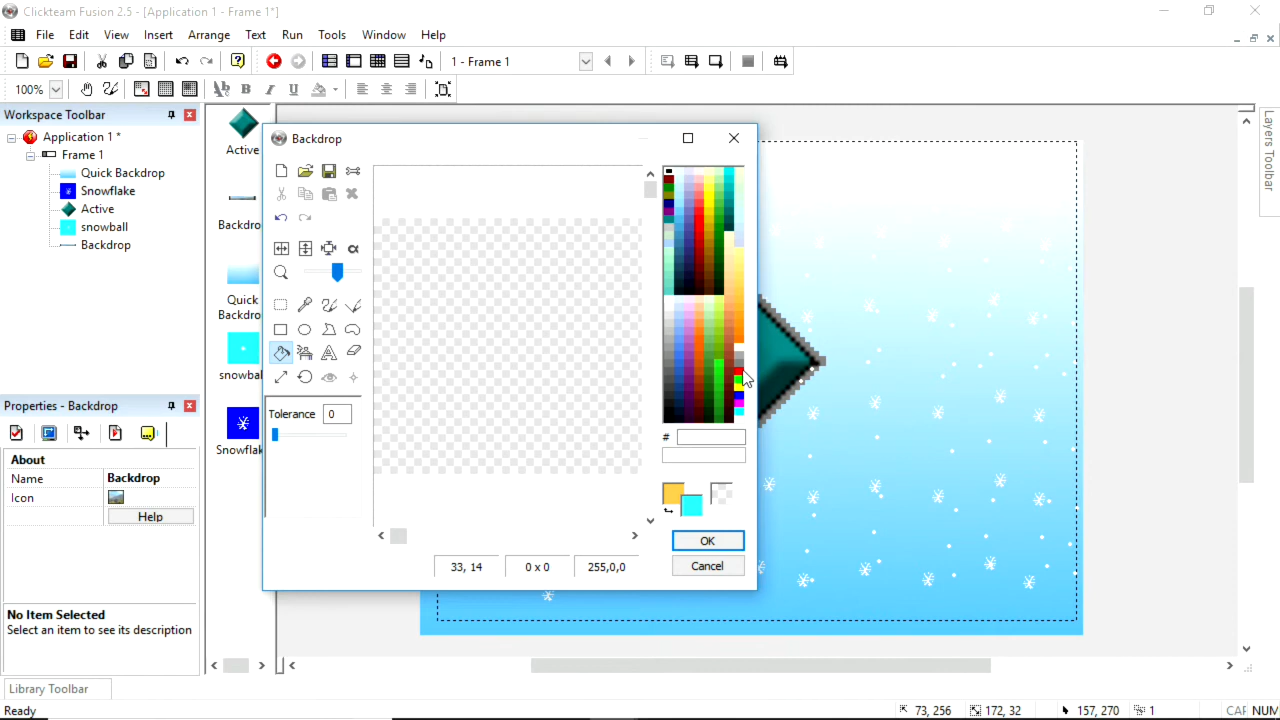 Clickteam Fusion 2.5 - [Application 1 - Frame 1*]
File Edit View Insert Arrange Text Run Tools Window Help
1 - Frame 1
100%
Workspace Toolbar
Application 1 *
Frame 1
Quick Backdrop
Snowflake
Active
snowball
Backdrop
Active
Backdro
Quick
Backdro
snowbal
Snowflak
Properties - Backdrop
About
Name Backdrop
Icon
Help
No Item Selected
Select an item to see its description
Library Toolbar
Backdrop
Tolerance 0
#
OK
Cancel
33, 14 0 x 0 255,0,0
Layers Toolbar
Ready 73, 256 172, 32 157, 270 1 CAF NUM